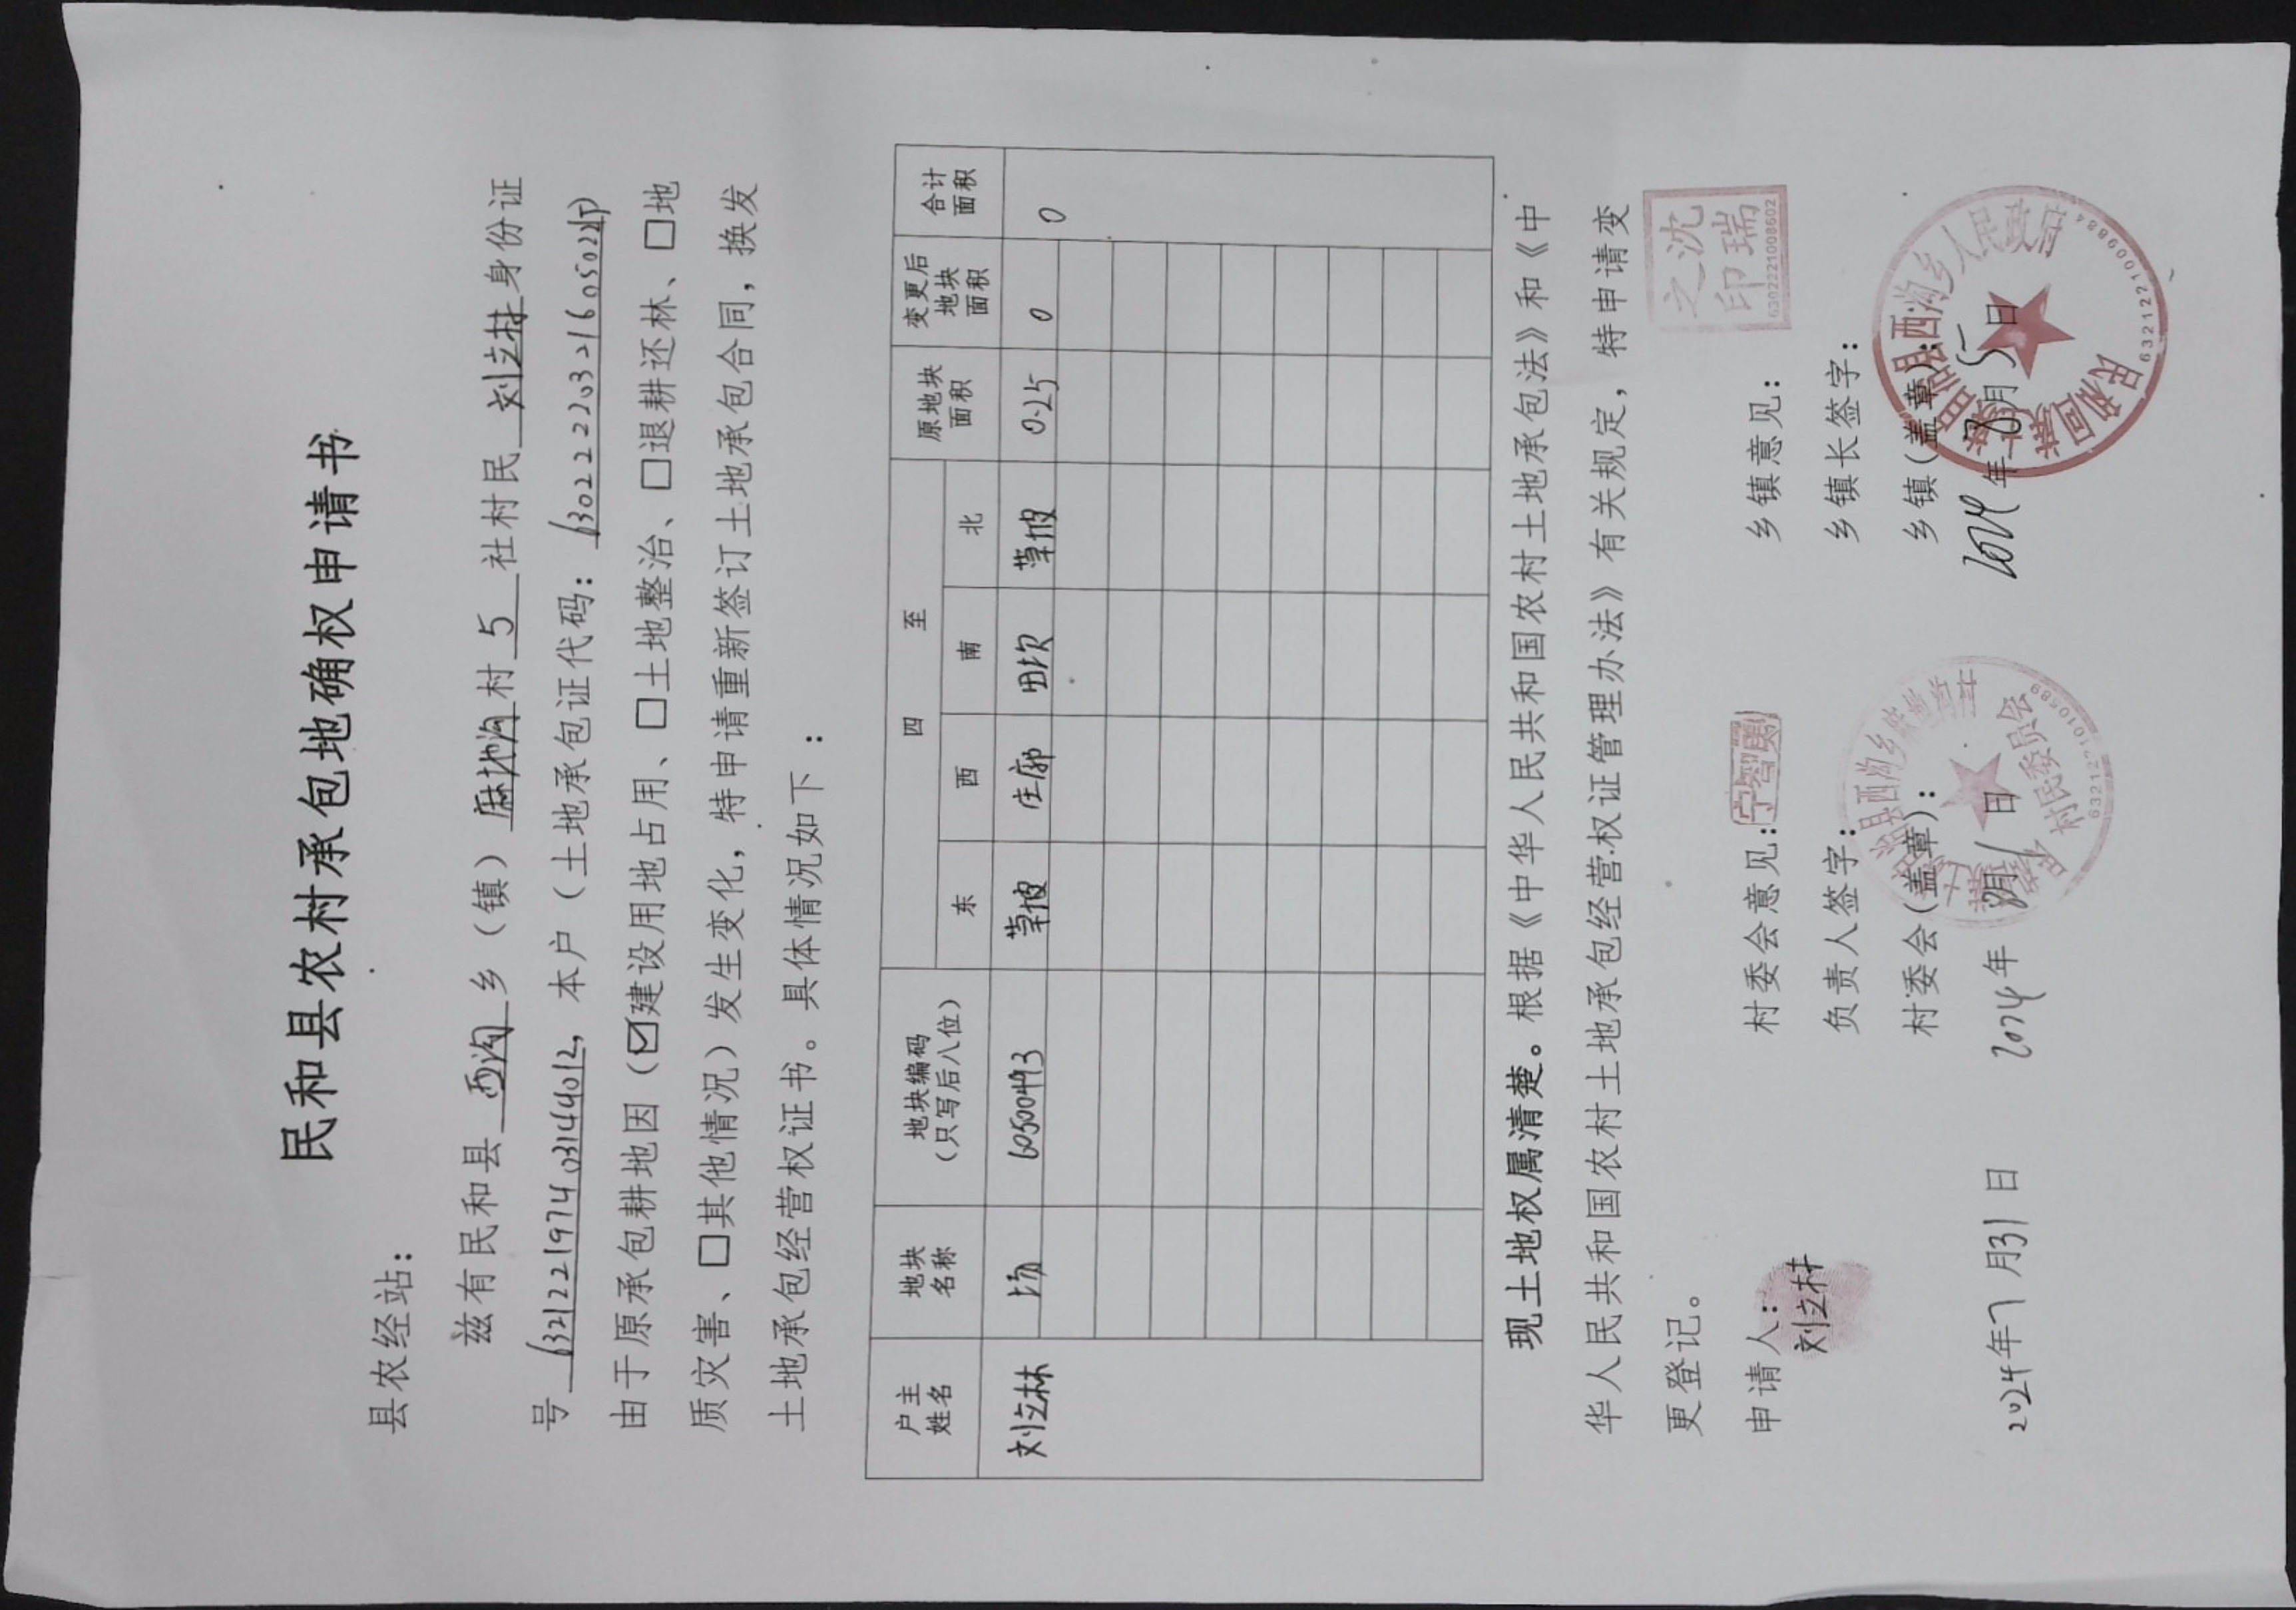 民和县农村承包地确权申请书
县农经站：
兹有民和县 西沟 乡（镇）麻地沟 村 5 社村民 刘立林 身份证
号 632122197403144012，本户（土地承包证代码：
由于原承包耕地因（☑建设用地占用、□土地整治、□退耕还林、□地
质灾害、□其他情况）发生变化，特申请重新签订土地承包合同，换发
土地承包经营权证书。具体情况如下 ：
户主姓名 地块名称 地块编码（只写后八位） 四至 原地块面积 变更后地块面积 合计面积
东 西 南 北
刘立林 场 60500493 草坡 庄廓 田坎 草坡 0.25 0 0
现土地权属清楚。根据《中华人民共和国农村土地承包法》和《中
华人民共和国农村土地承包经营权证管理办法》有关规定，特申请变
更登记。
申请人： 村委会意见：宁智勇 乡镇意见： 沈瑞之印 6302221008602
刘立林 负责人签字： 乡镇长签字：
村委会（盖章）： 乡镇（盖章）：
2024年7月31日 2024年8月1日 2024年8月5日
民和回族土族自治县西沟乡麻地沟村
村民委员会
6321221010589
民和回族土族自治县西沟乡人民政府
6321221009884